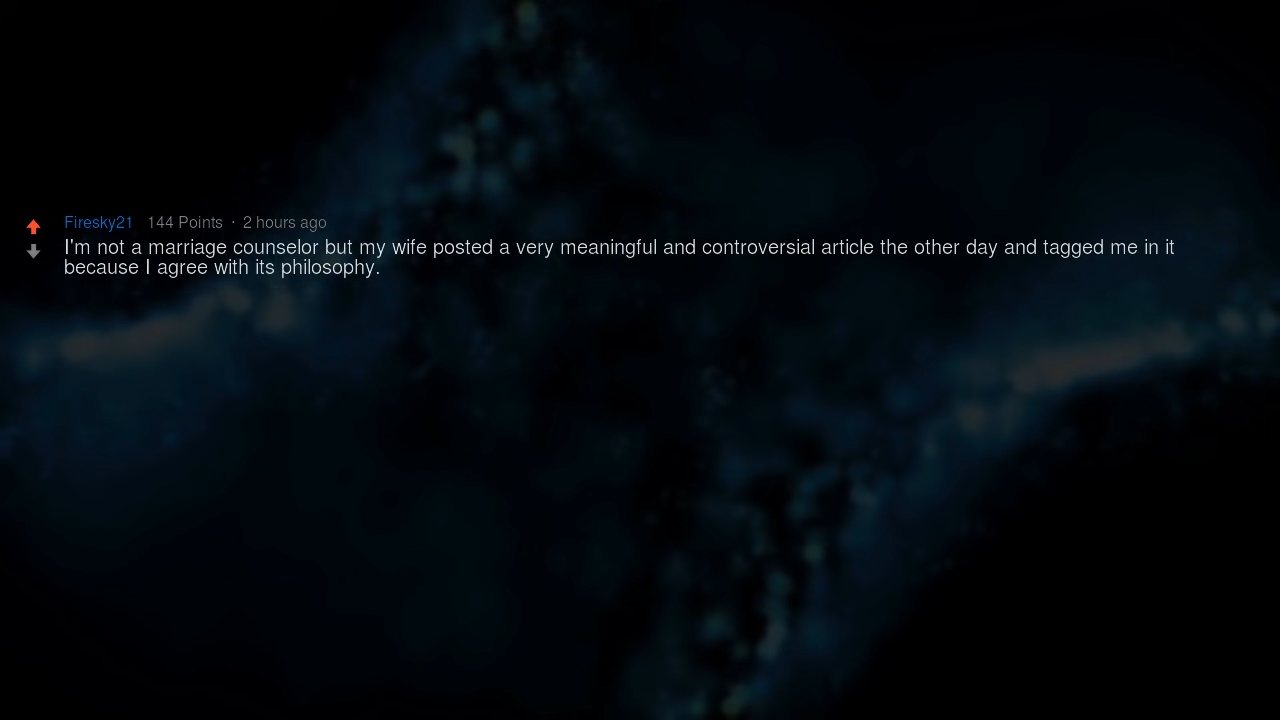 Firesky21 144 Points · 2 hours ago
I'm not a marriage counselor but my wife posted a very meaningful and controversial article the other day and tagged me in it
because I agree with its philosophy.